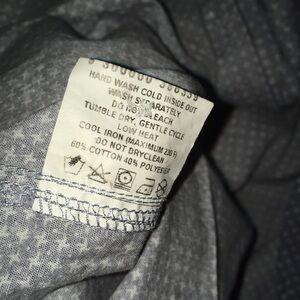 HAND WASH COLD INSIDE OUT
WASH SEPARATELY
DO NOT BLEACH
TUMBLE DRY, GENTLE CYCLE
LOW HEAT
COOL IRON (MAXIMUM 230 F)
DO NOT DRYCLEAN
60% COTTON 40% POLYESTER